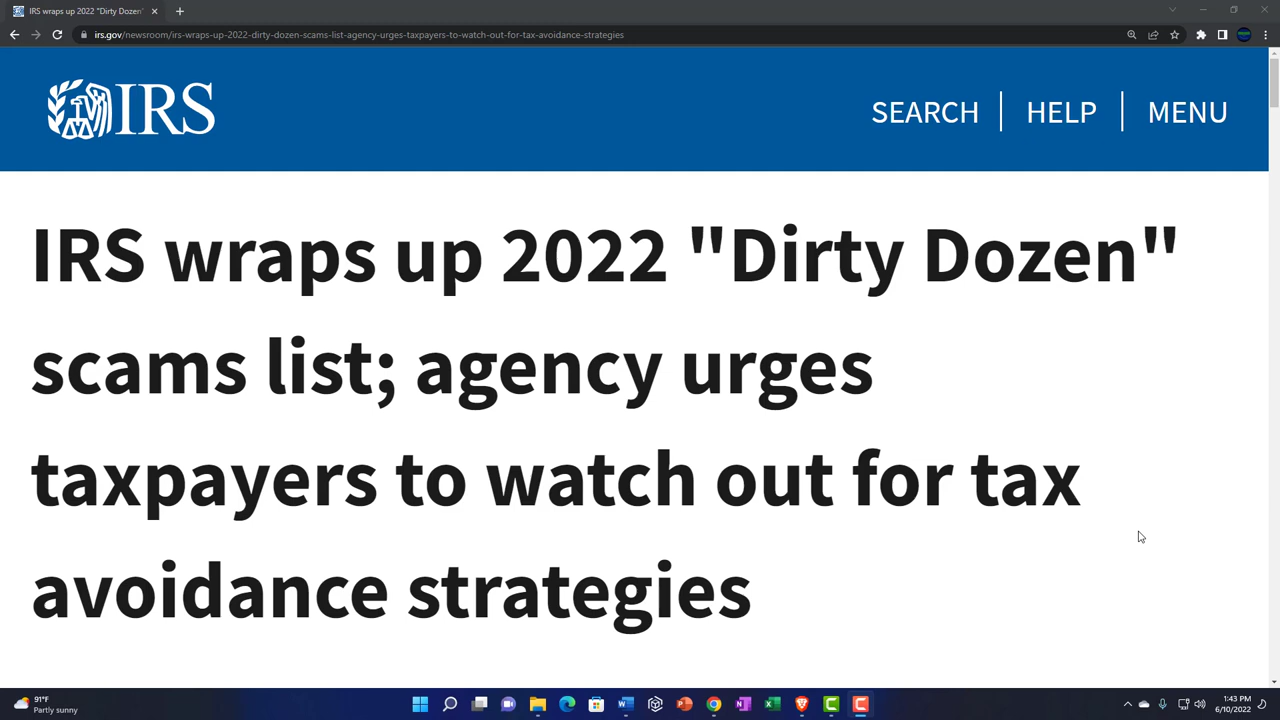 IRS wraps up 2022 "Dirty Dozen"
irs.gov/newsroom/irs-wraps-up-2022-dirty-dozen-scams-list-agency-urges-taxpayers-to-watch-out-for-tax-avoidance-strategies
IRS
SEARCH
HELP
MENU
IRS wraps up 2022 "Dirty Dozen"
scams list; agency urges
taxpayers to watch out for tax
avoidance strategies
91°F
Partly sunny
1:43 PM
6/10/2022